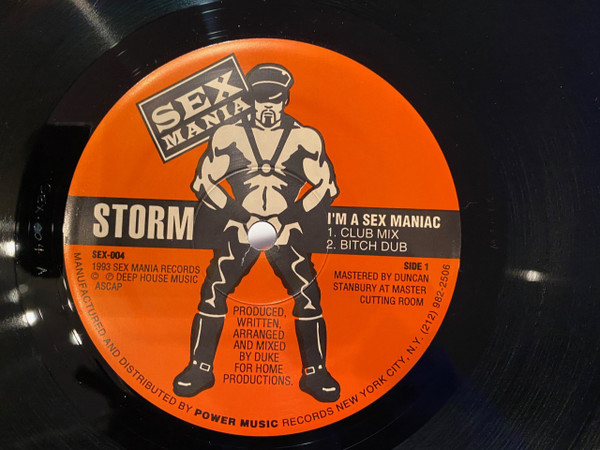 SEX
MANIA
STORM
I'M A SEX MANIAC
1. CLUB MIX
2. BITCH DUB
SEX-004
1993 SEX MANIA RECORDS
© ℗ DEEP HOUSE MUSIC
ASCAP
SIDE 1
MASTERED BY DUNCAN
STANBURY AT MASTER
CUTTING ROOM
PRODUCED,
WRITTEN,
ARRANGED
AND MIXED
BY DUKE
FOR HOME
PRODUCTIONS.
MANUFACTURED AND DISTRIBUTED BY POWER MUSIC RECORDS NEW YORK CITY, N.Y. (212) 982-2506